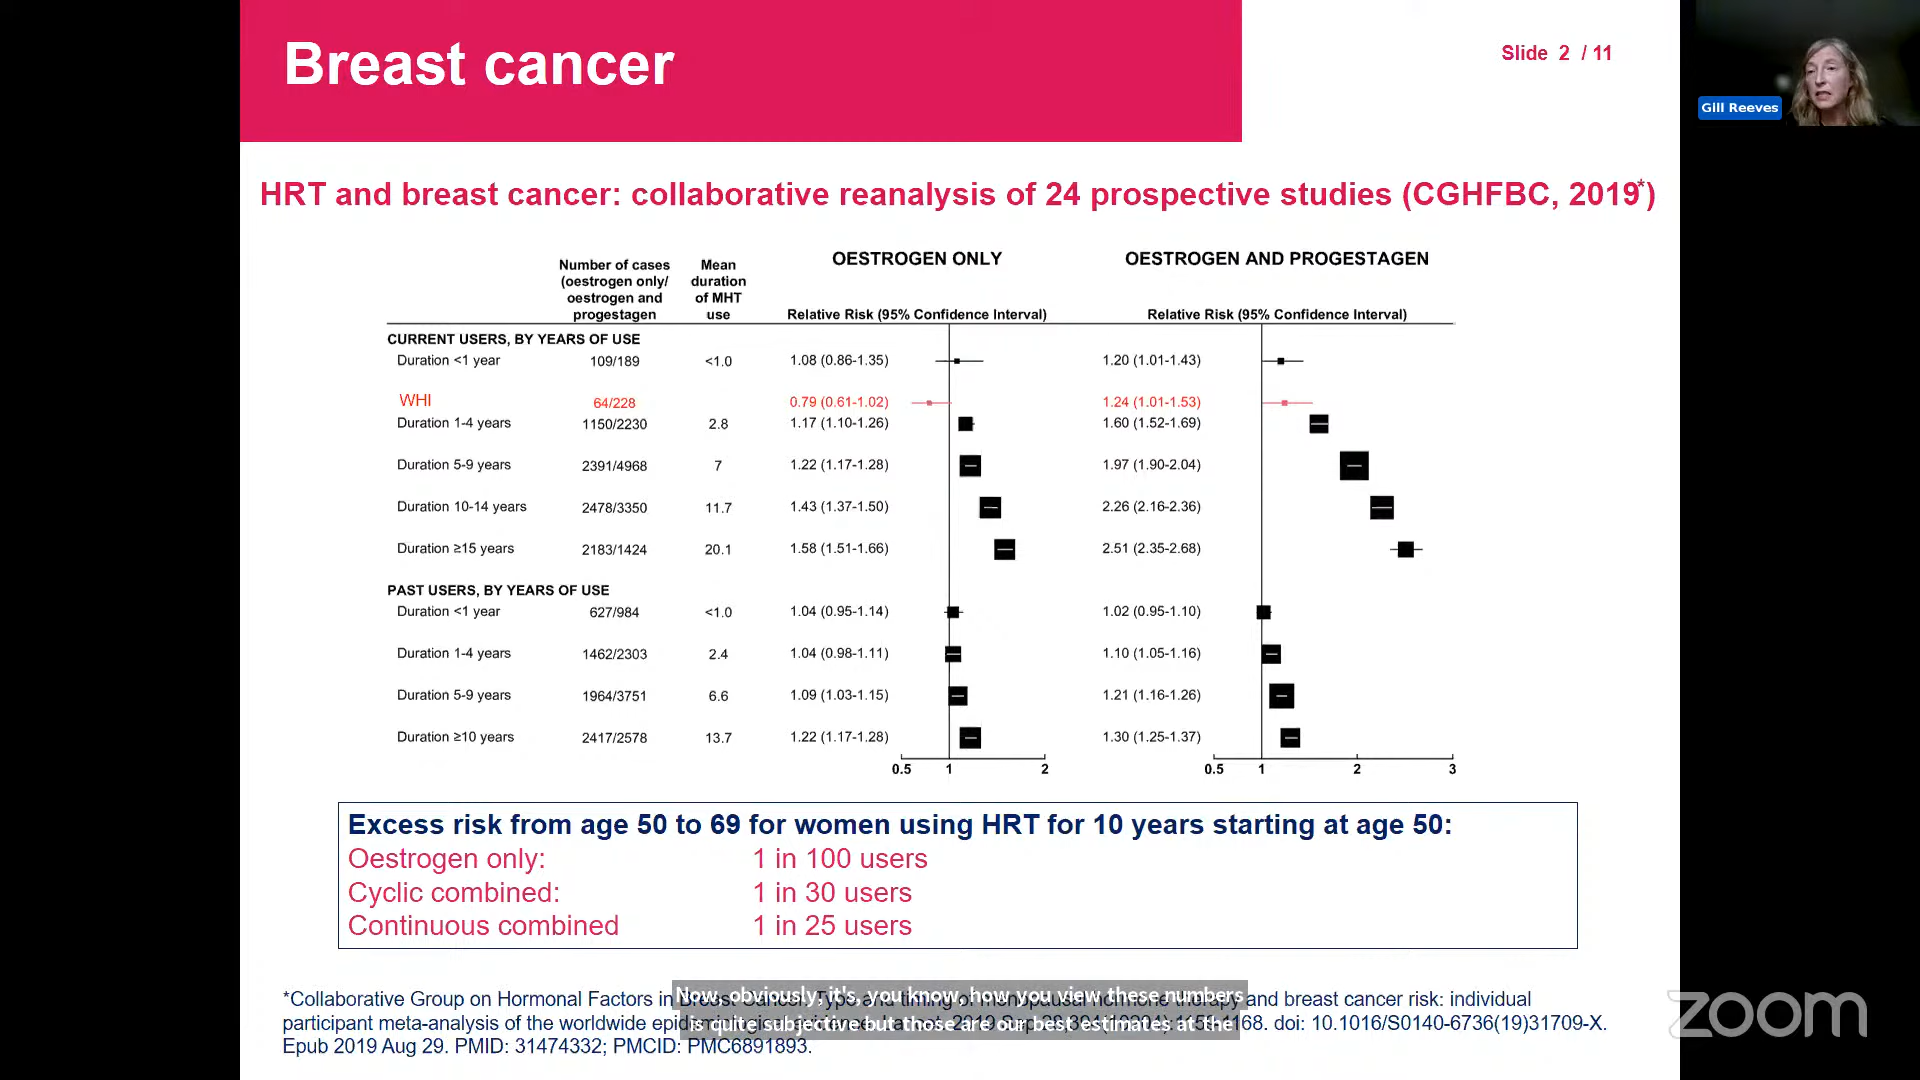 Breast cancer
Slide 2 / 11
Gill Reeves
HRT and breast cancer: collaborative reanalysis of 24 prospective studies (CGHFBC, 2019*)
OESTROGEN ONLY
OESTROGEN AND PROGESTAGEN
Number of cases
(oestrogen only/
oestrogen and
progestagen
Mean
duration
of MHT
use
Relative Risk (95% Confidence Interval)
Relative Risk (95% Confidence Interval)
CURRENT USERS, BY YEARS OF USE
Duration <1 year 109/189 <1.0 1.08 (0.86-1.35) 1.20 (1.01-1.43)
WHI 64/228 0.79 (0.61-1.02) 1.24 (1.01-1.53)
Duration 1-4 years 1150/2230 2.8 1.17 (1.10-1.26) 1.60 (1.52-1.69)
Duration 5-9 years 2391/4968 7 1.22 (1.17-1.28) 1.97 (1.90-2.04)
Duration 10-14 years 2478/3350 11.7 1.43 (1.37-1.50) 2.26 (2.16-2.36)
Duration ≥15 years 2183/1424 20.1 1.58 (1.51-1.66) 2.51 (2.35-2.68)
PAST USERS, BY YEARS OF USE
Duration <1 year 627/984 <1.0 1.04 (0.95-1.14) 1.02 (0.95-1.10)
Duration 1-4 years 1462/2303 2.4 1.04 (0.98-1.11) 1.10 (1.05-1.16)
Duration 5-9 years 1964/3751 6.6 1.09 (1.03-1.15) 1.21 (1.16-1.26)
Duration ≥10 years 2417/2578 13.7 1.22 (1.17-1.28) 1.30 (1.25-1.37)
0.5 1 2 0.5 1 2 3
Excess risk from age 50 to 69 for women using HRT for 10 years starting at age 50:
Oestrogen only: 1 in 100 users
Cyclic combined: 1 in 30 users
Continuous combined 1 in 25 users
*Collaborative Group on Hormonal Factors in and breast cancer risk: individual
participant meta-analysis of the worldwide 168. doi: 10.1016/S0140-6736(19)31709-X.
Epub 2019 Aug 29. PMID: 31474332; PMCID: PMC6891893.
Now, obviously, it's, you know, how you view these numbers
is quite subjective but those are our best estimates at the
zoom